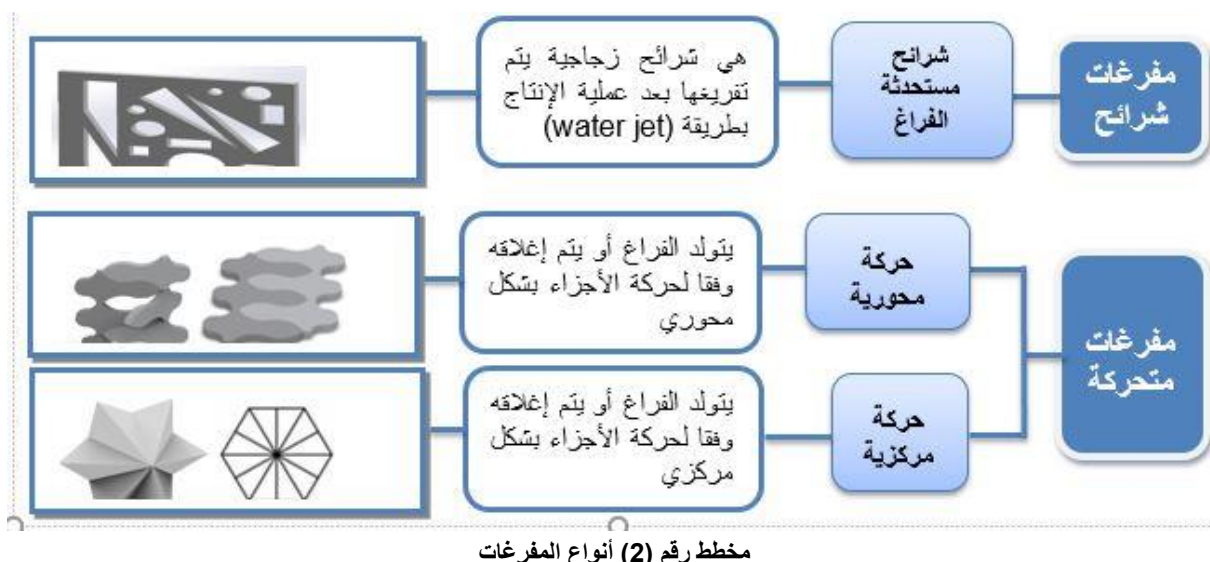 مفرغات
شرائح
شرائح
مستحدثة
الفراغ
هي شرائح زجاجية يتم
تفريغها بعد عملية الإنتاج
بطريقة (water jet)
مفرغات
متحركة
حركة
محورية
يتولد الفراغ أو يتم إغلاقه
وفقا لحركة الأجزاء بشكل
محوري
حركة
مركزية
يتولد الفراغ أو يتم إغلاقه
وفقا لحركة الأجزاء بشكل
مركزي
مخطط رقم (2) أنواع المفرغات